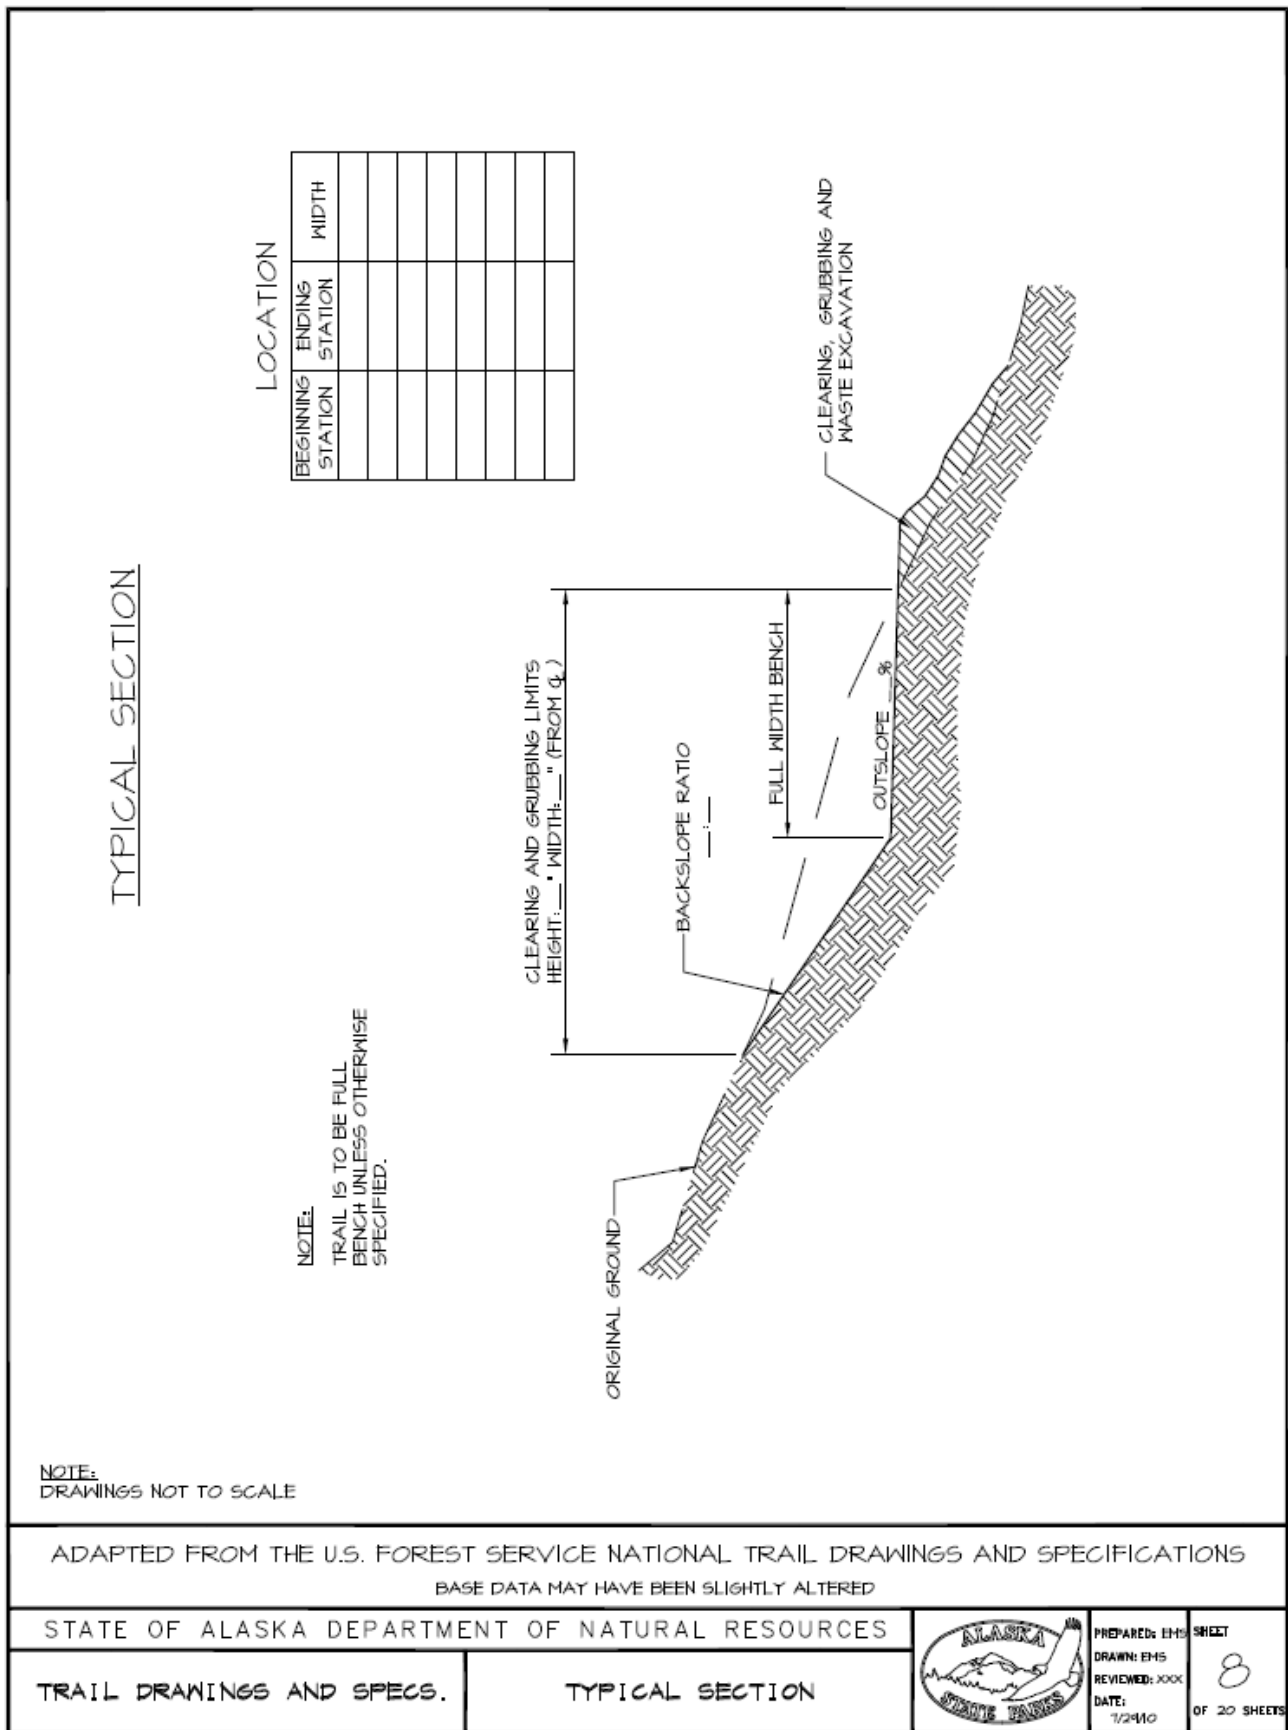 TYPICAL SECTION
LOCATION
BEGINNING STATION
ENDING STATION
WIDTH
NOTE:
TRAIL IS TO BE FULL
BENCH UNLESS OTHERWISE
SPECIFIED.
CLEARING AND GRUBBING LIMITS
HEIGHT:__' WIDTH:__" (FROM ℄)
BACKSLOPE RATIO
__:__
FULL WIDTH BENCH
OUTSLOPE __%
CLEARING, GRUBBING AND
WASTE EXCAVATION
ORIGINAL GROUND
NOTE:
DRAWINGS NOT TO SCALE
ADAPTED FROM THE U.S. FOREST SERVICE NATIONAL TRAIL DRAWINGS AND SPECIFICATIONS
BASE DATA MAY HAVE BEEN SLIGHTLY ALTERED
STATE OF ALASKA DEPARTMENT OF NATURAL RESOURCES
TRAIL DRAWINGS AND SPECS.
TYPICAL SECTION
ALASKA
STATE PARKS
PREPARED: EMS
DRAWN: EMS
REVIEWED: XXX
DATE:
7/29/10
SHEET
8
OF 20 SHEETS